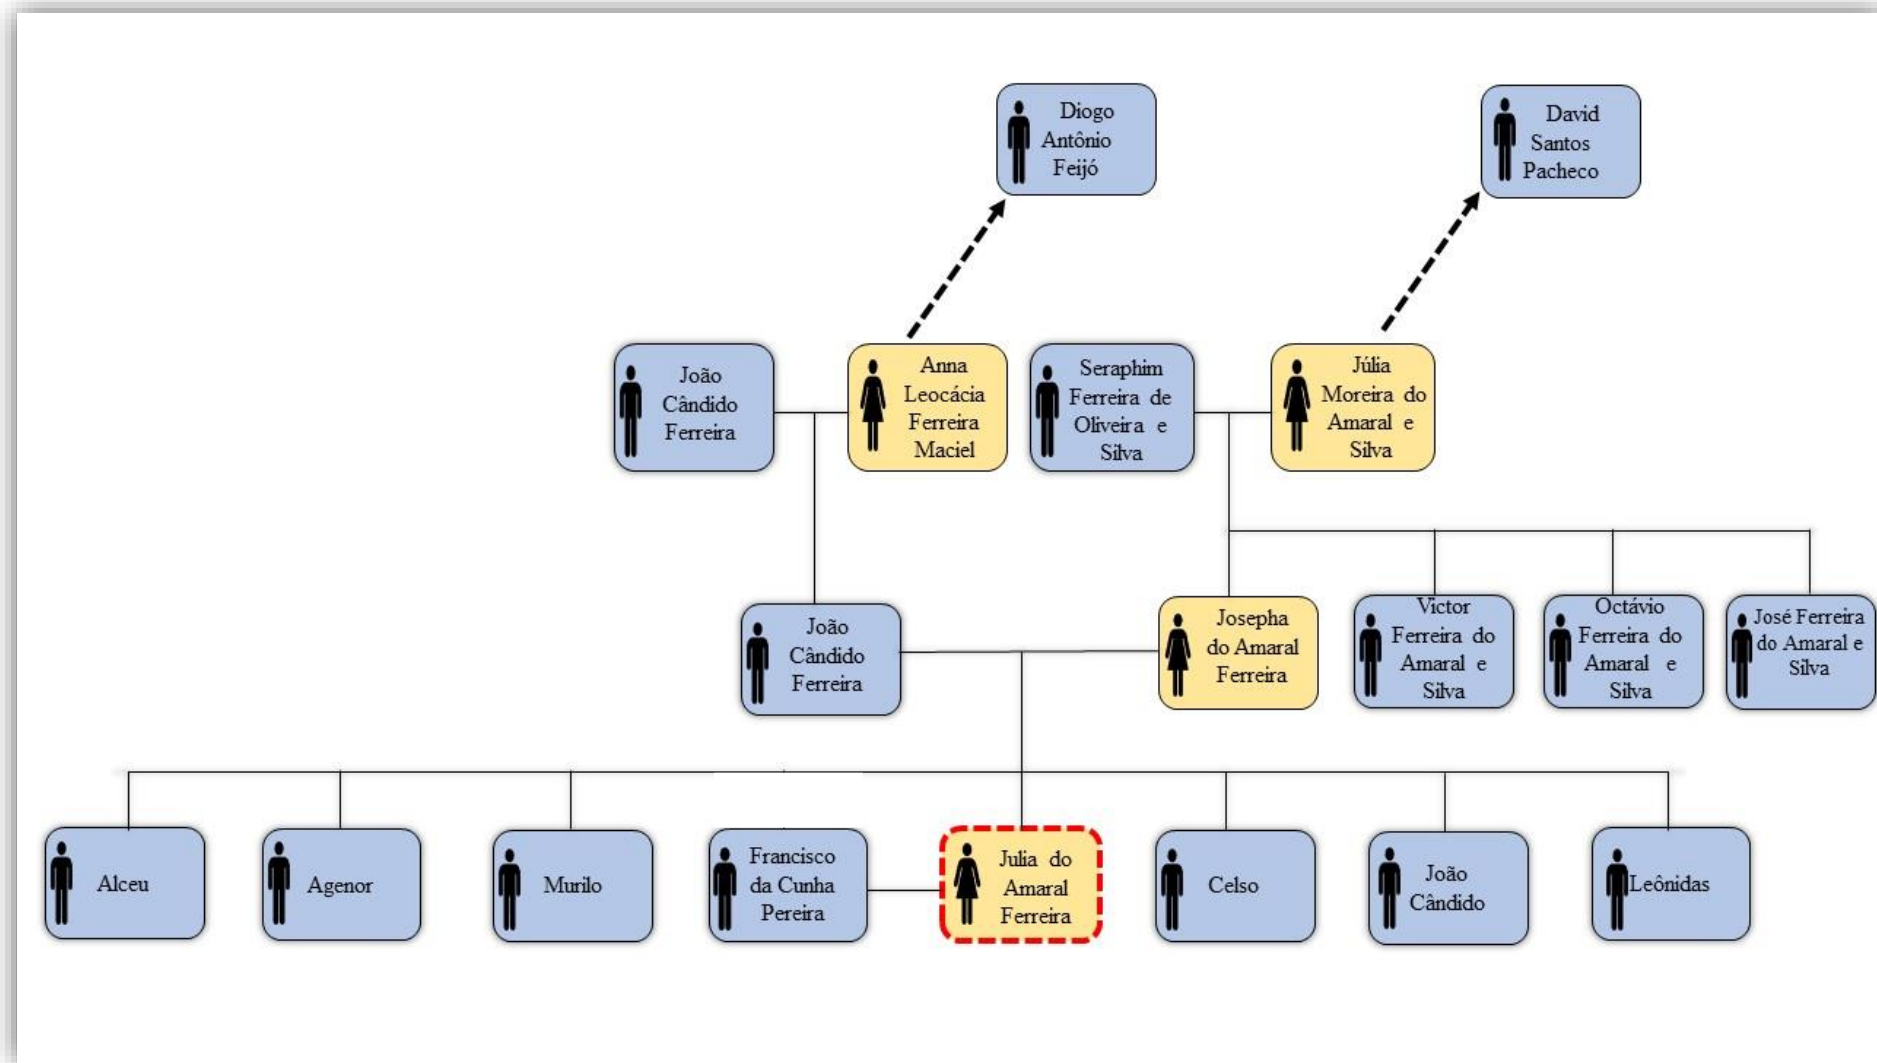 Diogo
Antônio
Feijó
David
Santos
Pacheco
João
Cândido
Ferreira
Anna
Leocácia
Ferreira
Maciel
Seraphim
Ferreira de
Oliveira e
Silva
Júlia
Moreira do
Amaral e
Silva
João
Cândido
Ferreira
Josepha
do Amaral
Ferreira
Victor
Ferreira do
Amaral e
Silva
Octávio
Ferreira do
Amaral e
Silva
José Ferreira
do Amaral e
Silva
Alceu
Agenor
Murilo
Francisco
da Cunha
Pereira
Julia do
Amaral
Ferreira
Celso
João
Cândido
Leônidas